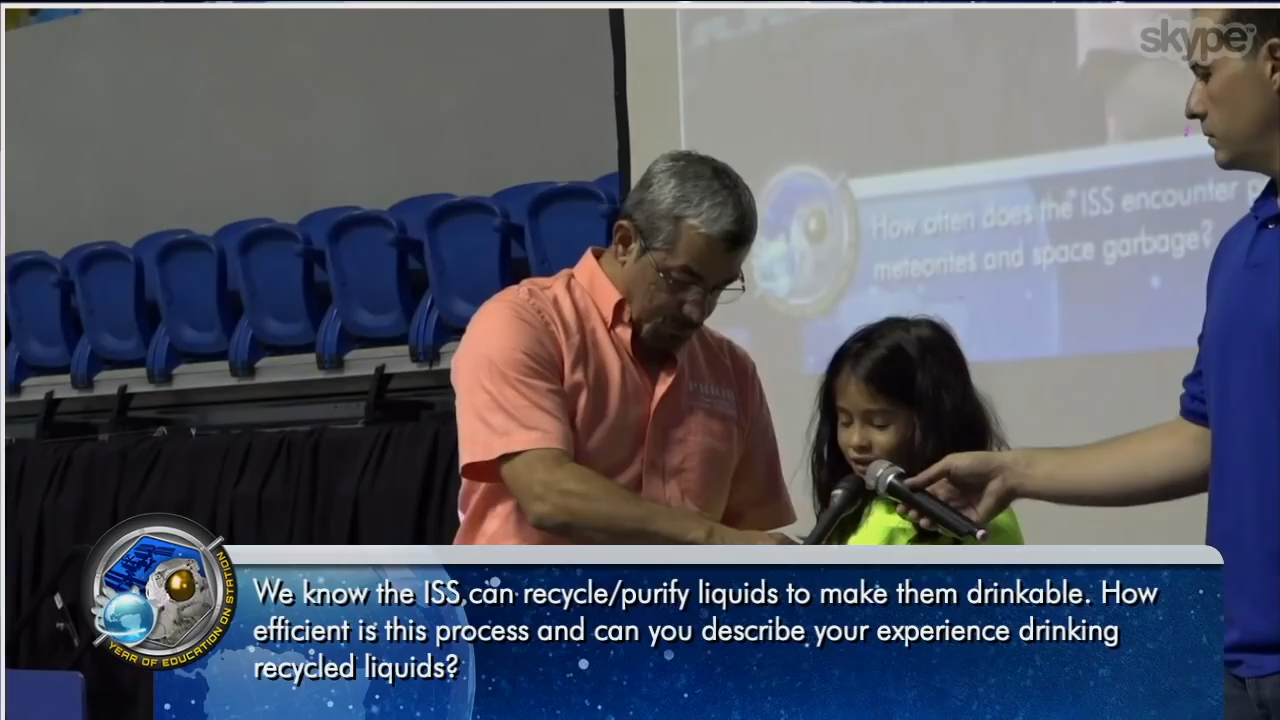 skype
How often does the ISS encounter
meteorites and space garbage?
We know the ISS can recycle/purify liquids to make them drinkable. How
efficient is this process and can you describe your experience drinking
recycled liquids?
YEAR OF EDUCATION ON STATION